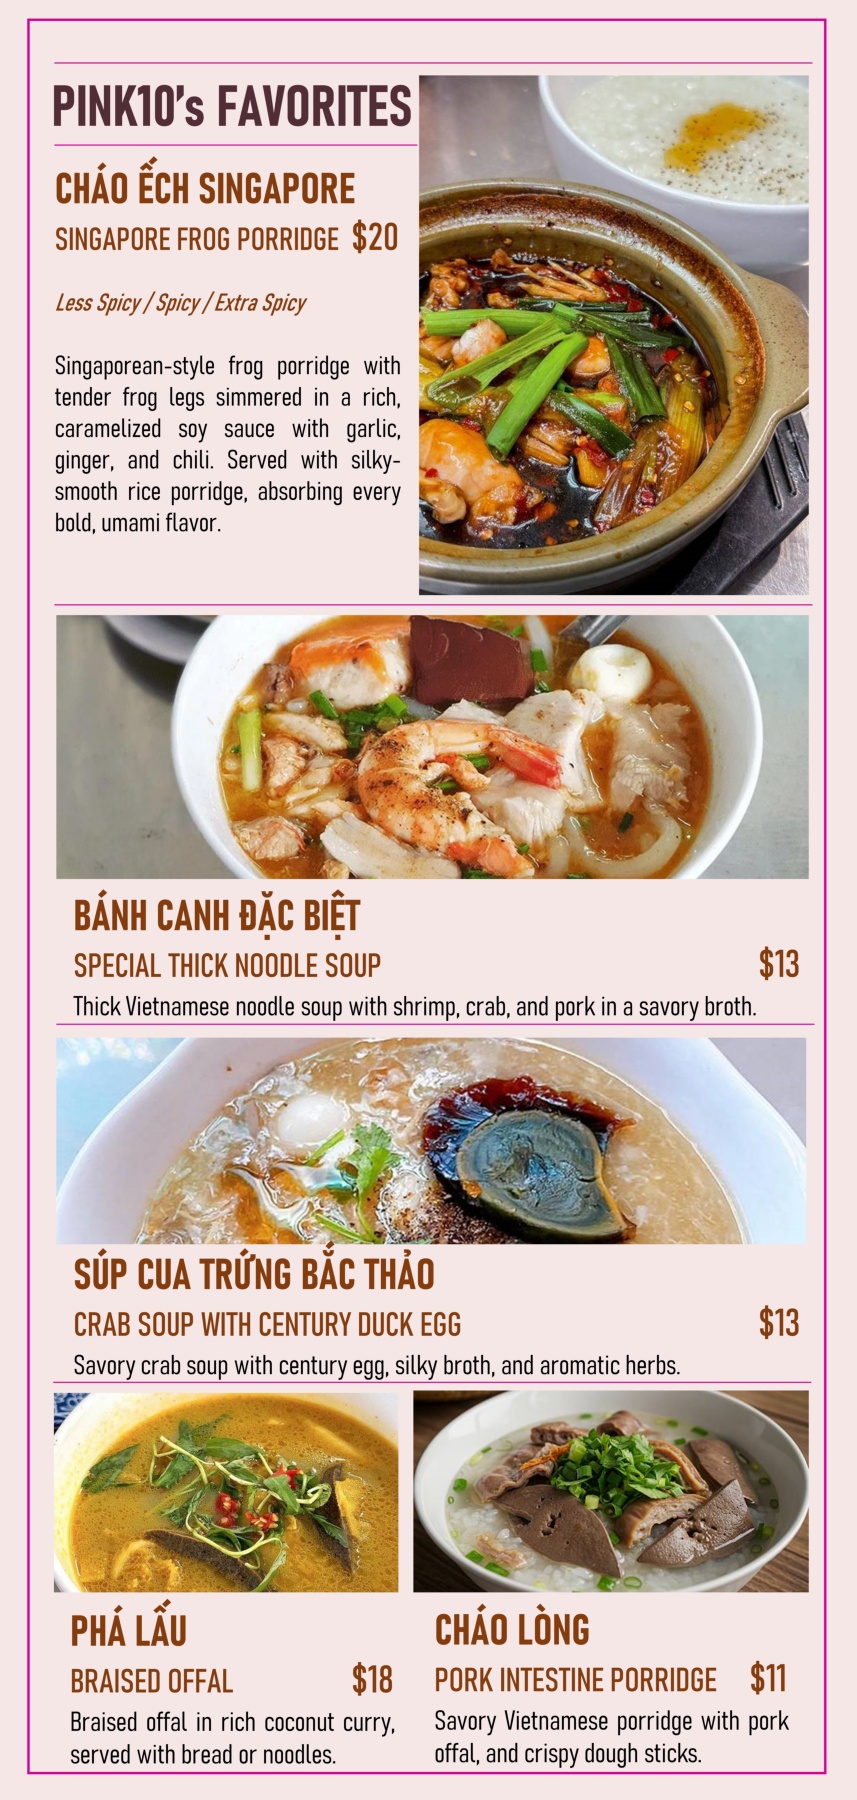 PINK10's FAVORITES
CHÁO ẾCH SINGAPORE
SINGAPORE FROG PORRIDGE $20
Less Spicy / Spicy / Extra Spicy
Singaporean-style frog porridge with
tender frog legs simmered in a rich,
caramelized soy sauce with garlic,
ginger, and chili. Served with silky-
smooth rice porridge, absorbing every
bold, umami flavor.
BÁNH CANH ĐẶC BIỆT
SPECIAL THICK NOODLE SOUP $13
Thick Vietnamese noodle soup with shrimp, crab, and pork in a savory broth.
SÚP CUA TRỨNG BẮC THẢO
CRAB SOUP WITH CENTURY DUCK EGG $13
Savory crab soup with century egg, silky broth, and aromatic herbs.
PHÁ LẤU
BRAISED OFFAL $18
Braised offal in rich coconut curry,
served with bread or noodles.
CHÁO LÒNG
PORK INTESTINE PORRIDGE $11
Savory Vietnamese porridge with pork
offal, and crispy dough sticks.